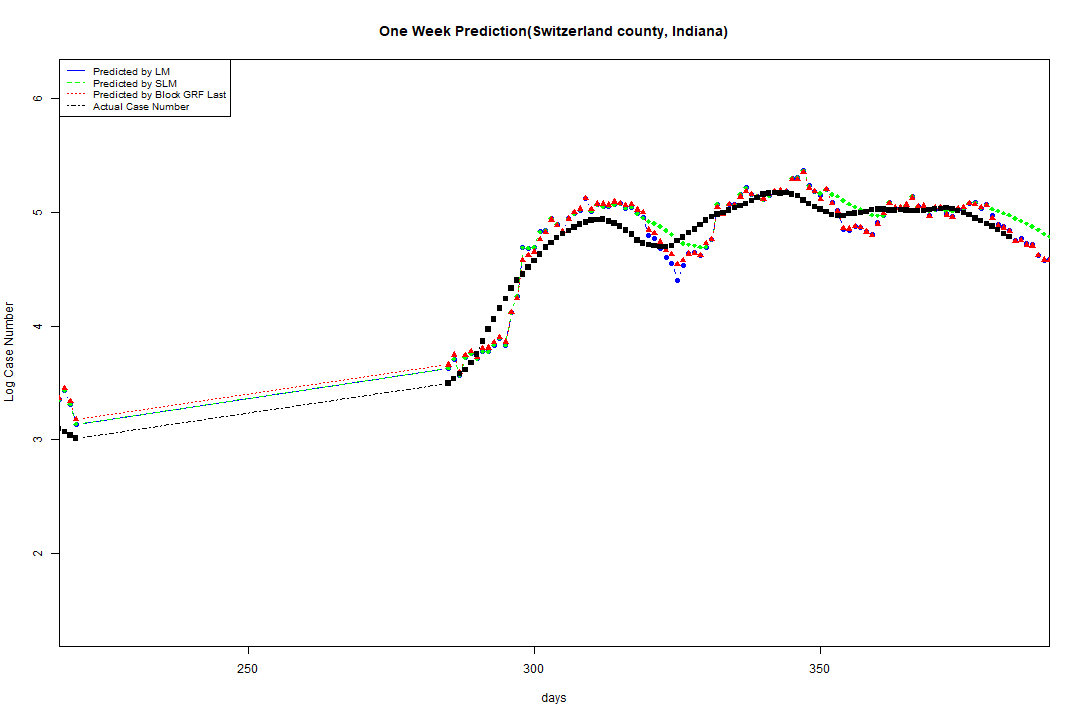 One Week Prediction(Switzerland county, Indiana)
Predicted by LM
Predicted by SLM
Predicted by Block GRF Last
Actual Case Number
6
5
4
3
2
Log Case Number
250 300 350
days